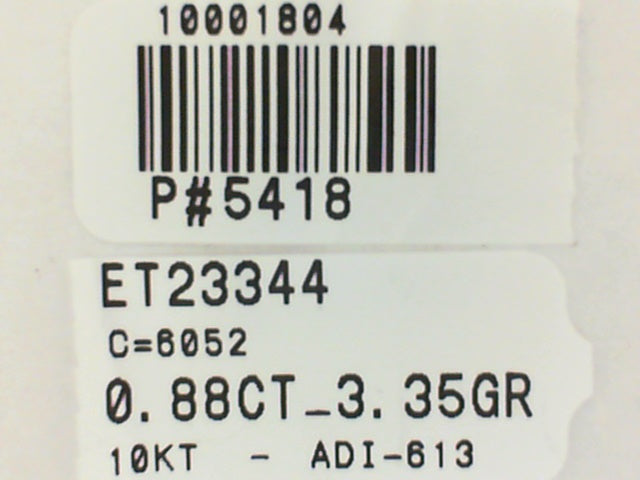 10001804
P#5418
ET23344
C=6052
0.88CT_3.35GR
10KT - ADI-613